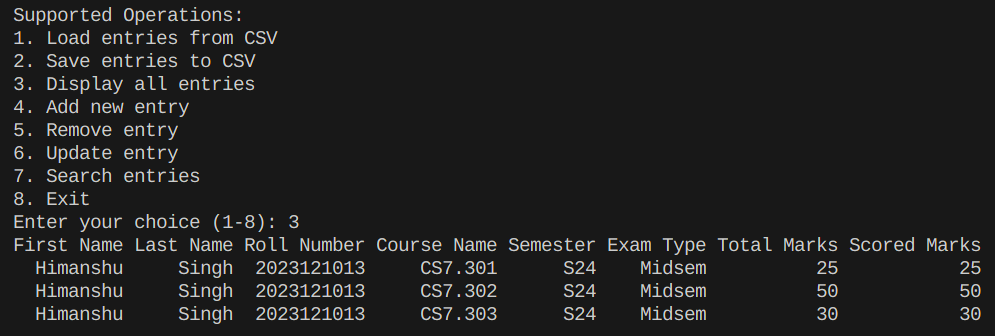 Supported Operations:
1. Load entries from CSV
2. Save entries to CSV
3. Display all entries
4. Add new entry
5. Remove entry
6. Update entry
7. Search entries
8. Exit
Enter your choice (1-8): 3
First Name Last Name Roll Number Course Name Semester Exam Type Total Marks Scored Marks
Himanshu Singh 2023121013 CS7.301 S24 Midsem 25 25
Himanshu Singh 2023121013 CS7.302 S24 Midsem 50 50
Himanshu Singh 2023121013 CS7.303 S24 Midsem 30 30